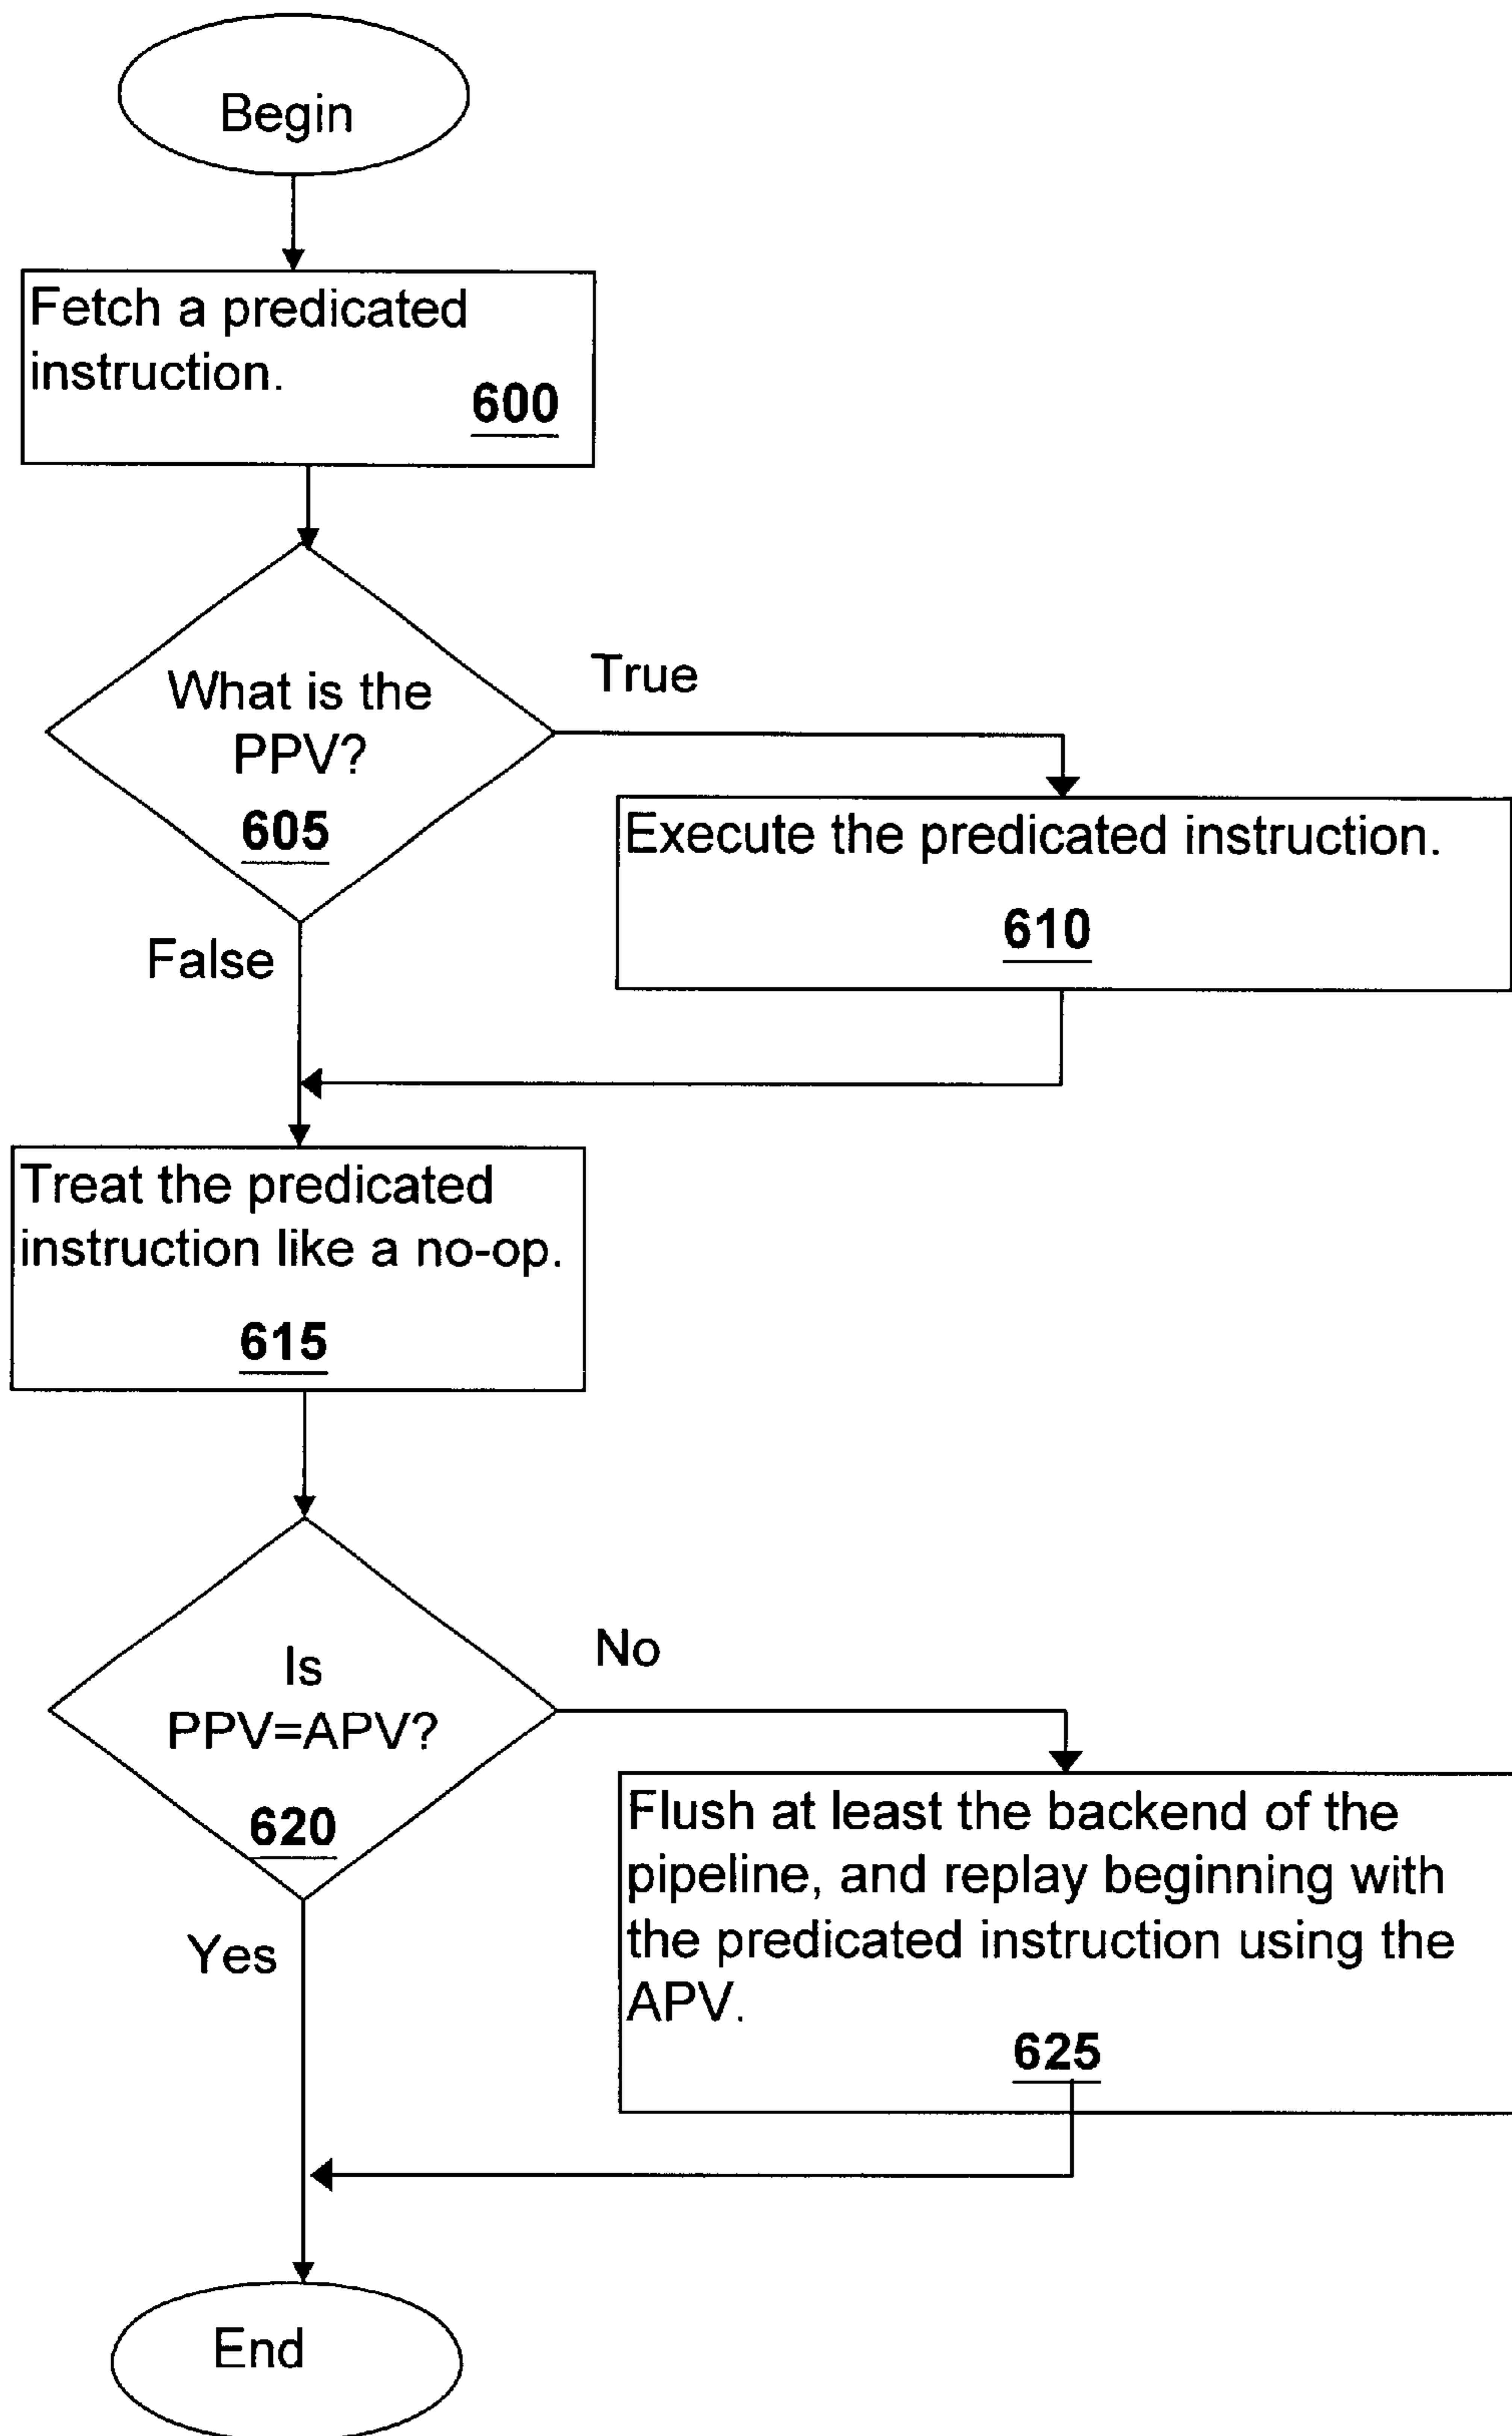 Begin
Fetch a predicated
instruction.
600
What is the
PPV?
605
True
Execute the predicated instruction.
610
False
Treat the predicated
instruction like a no-op.
615
Is
PPV=APV?
620
No
Flush at least the backend of the
pipeline, and replay beginning with
the predicated instruction using the
APV.
625
Yes
End